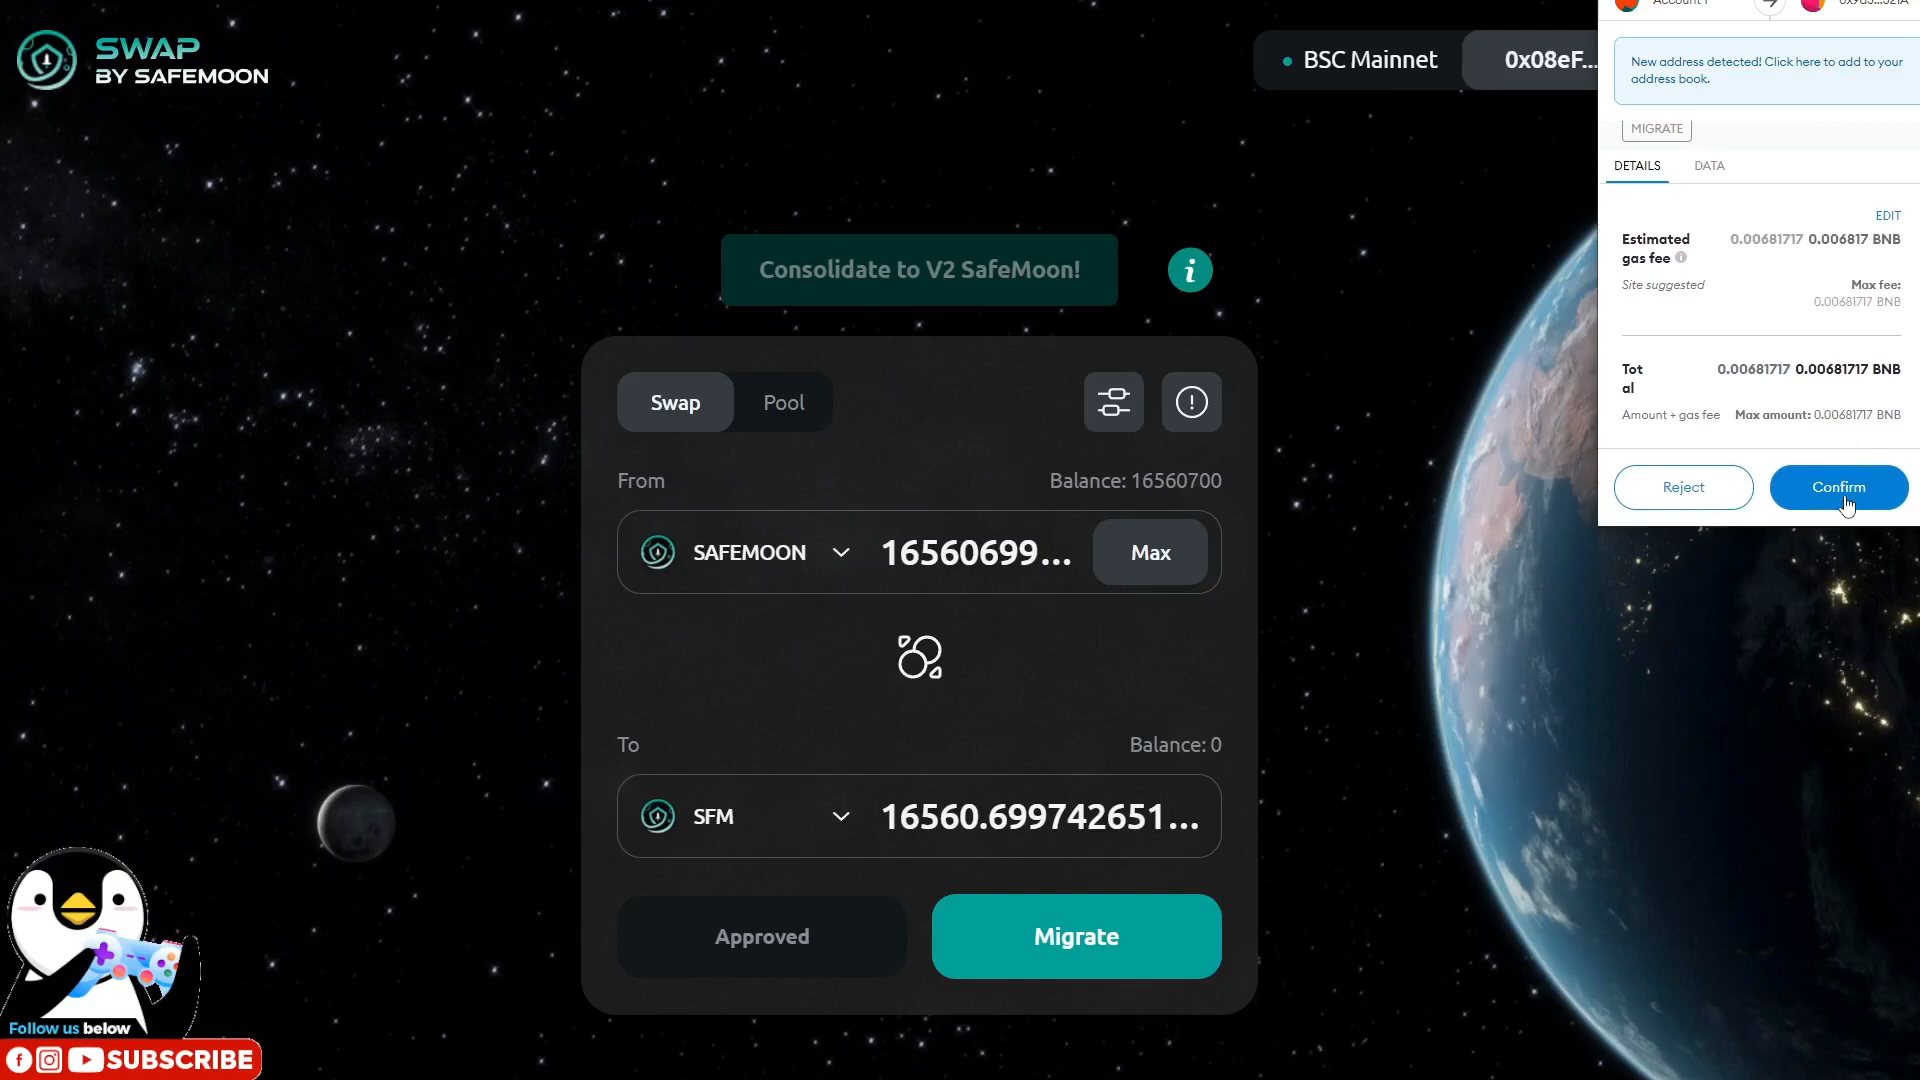 SWAP
BY SAFEMOON
BSC Mainnet
0x08eF...
New address detected! Click here to add to your
address book.
MIGRATE
DETAILS
DATA
EDIT
Estimated
gas fee
0.00681717 0.006817 BNB
Site suggested
Max fee:
0.00681717 BNB
Tot
al
0.00681717 0.00681717 BNB
Amount + gas fee
Max amount: 0.00681717 BNB
Reject
Confirm
Consolidate to V2 SafeMoon!
i
Swap
Pool
From
Balance: 16560700
SAFEMOON
16560699...
Max
To
Balance: 0
SFM
16560.699742651...
Approved
Migrate
Follow us below
SUBSCRIBE